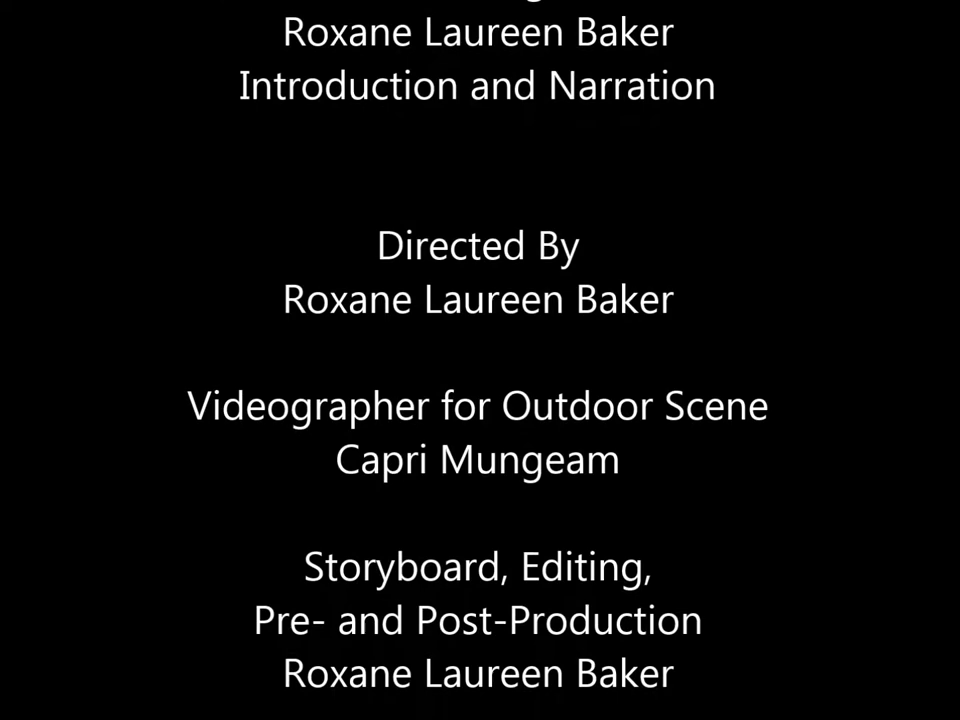 Roxane Laureen Baker
Introduction and Narration
Directed By
Roxane Laureen Baker
Videographer for Outdoor Scene
Capri Mungeam
Storyboard, Editing,
Pre- and Post-Production
Roxane Laureen Baker